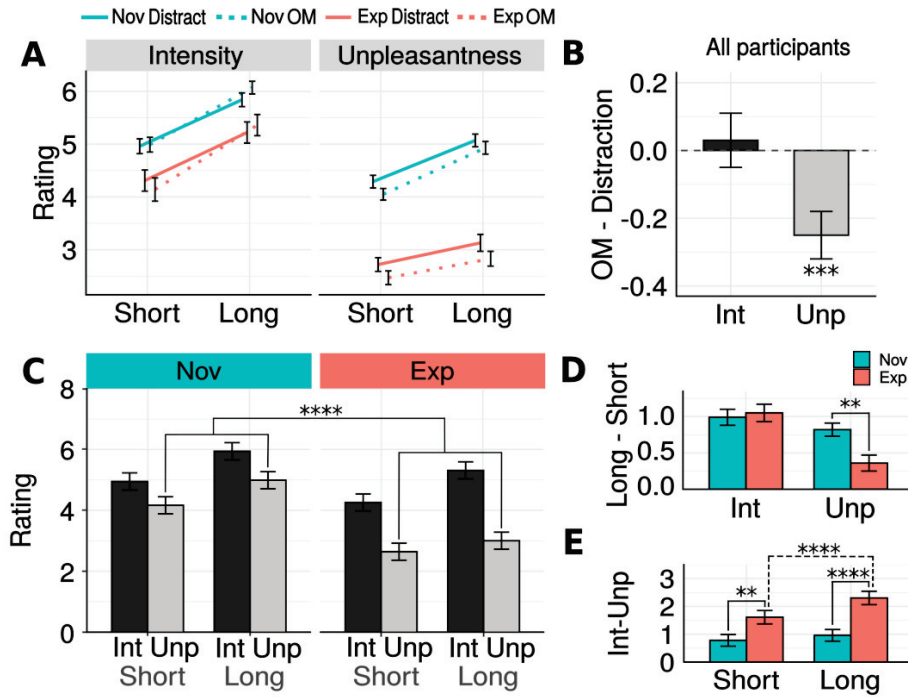 Nov Distract Nov OM Exp Distract Exp OM
A
Intensity Unpleasantness
Rating
6
5
4
3
Short Long Short Long
B
All participants
OM - Distraction
0.2
0.0
-0.2
-0.4
***
Int Unp
C
Nov Exp
Rating
8
6
4
2
0
****
Int Unp Int Unp Int Unp Int Unp
Short Long Short Long
D
Nov
Exp
Long - Short
1.0
0.5
0.0
**
Int Unp
E
Int-Unp
3
2
1
0
****
** ****
Short Long